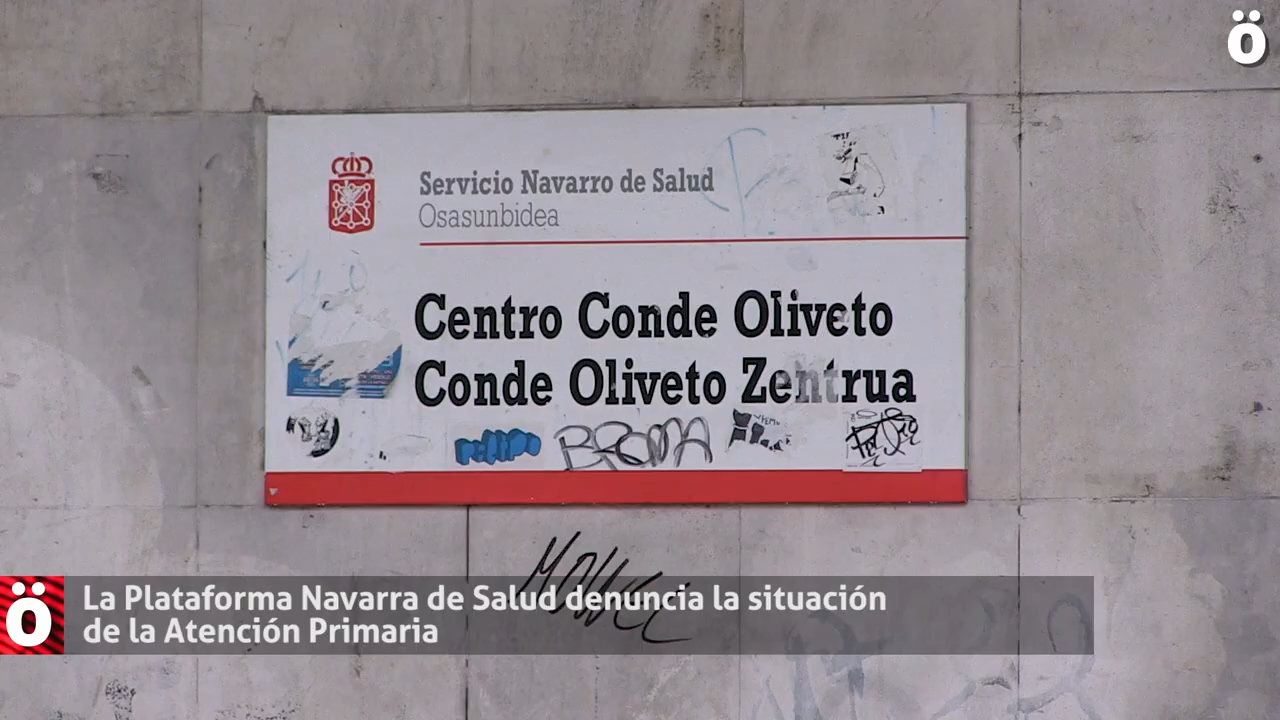 ö
Servicio Navarro de Salud
Osasunbidea
Centro Conde Oliveto
Conde Oliveto Zentrua
BROMA
ö
La Plataforma Navarra de Salud denuncia la situación
de la Atención Primaria